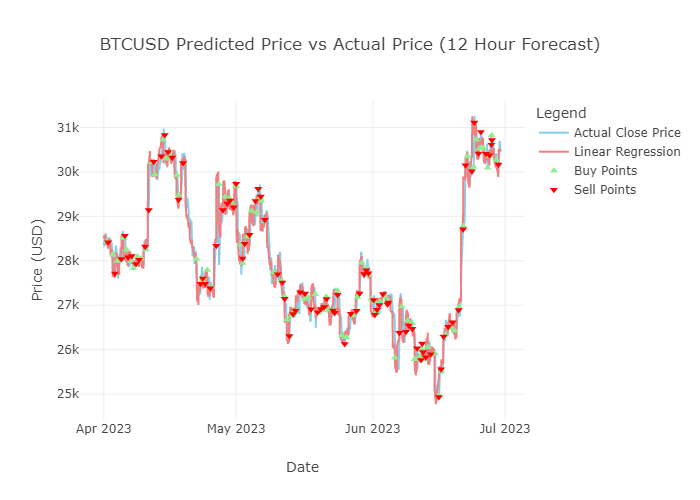 BTCUSD Predicted Price vs Actual Price (12 Hour Forecast)
Legend
Actual Close Price
Linear Regression
Buy Points
Sell Points
Price (USD)
31k
30k
29k
28k
27k
26k
25k
Apr 2023
May 2023
Jun 2023
Jul 2023
Date